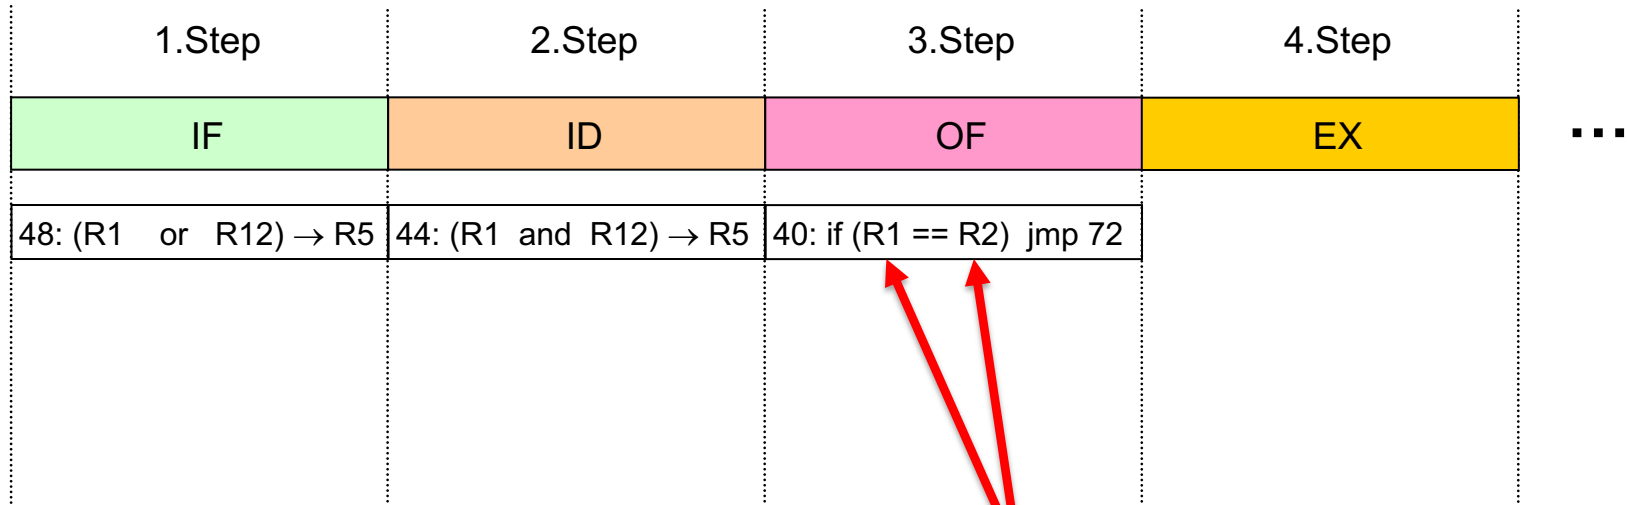 1.Step 2.Step 3.Step 4.Step
IF ID OF EX ...
48: (R1 or R12) → R5 44: (R1 and R12) → R5 40: if (R1 == R2) jmp 72